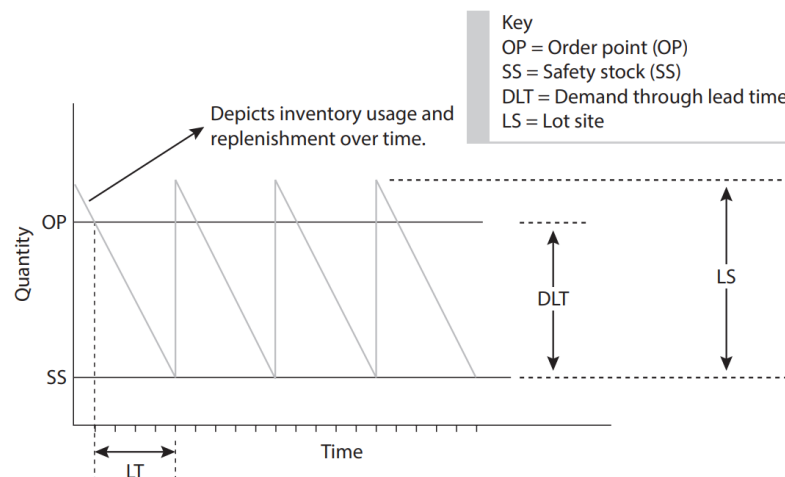 Key
OP = Order point (OP)
SS = Safety stock (SS)
DLT = Demand through lead time
LS = Lot site
Depicts inventory usage and
replenishment over time.
OP
Quantity
DLT
LS
SS
Time
LT